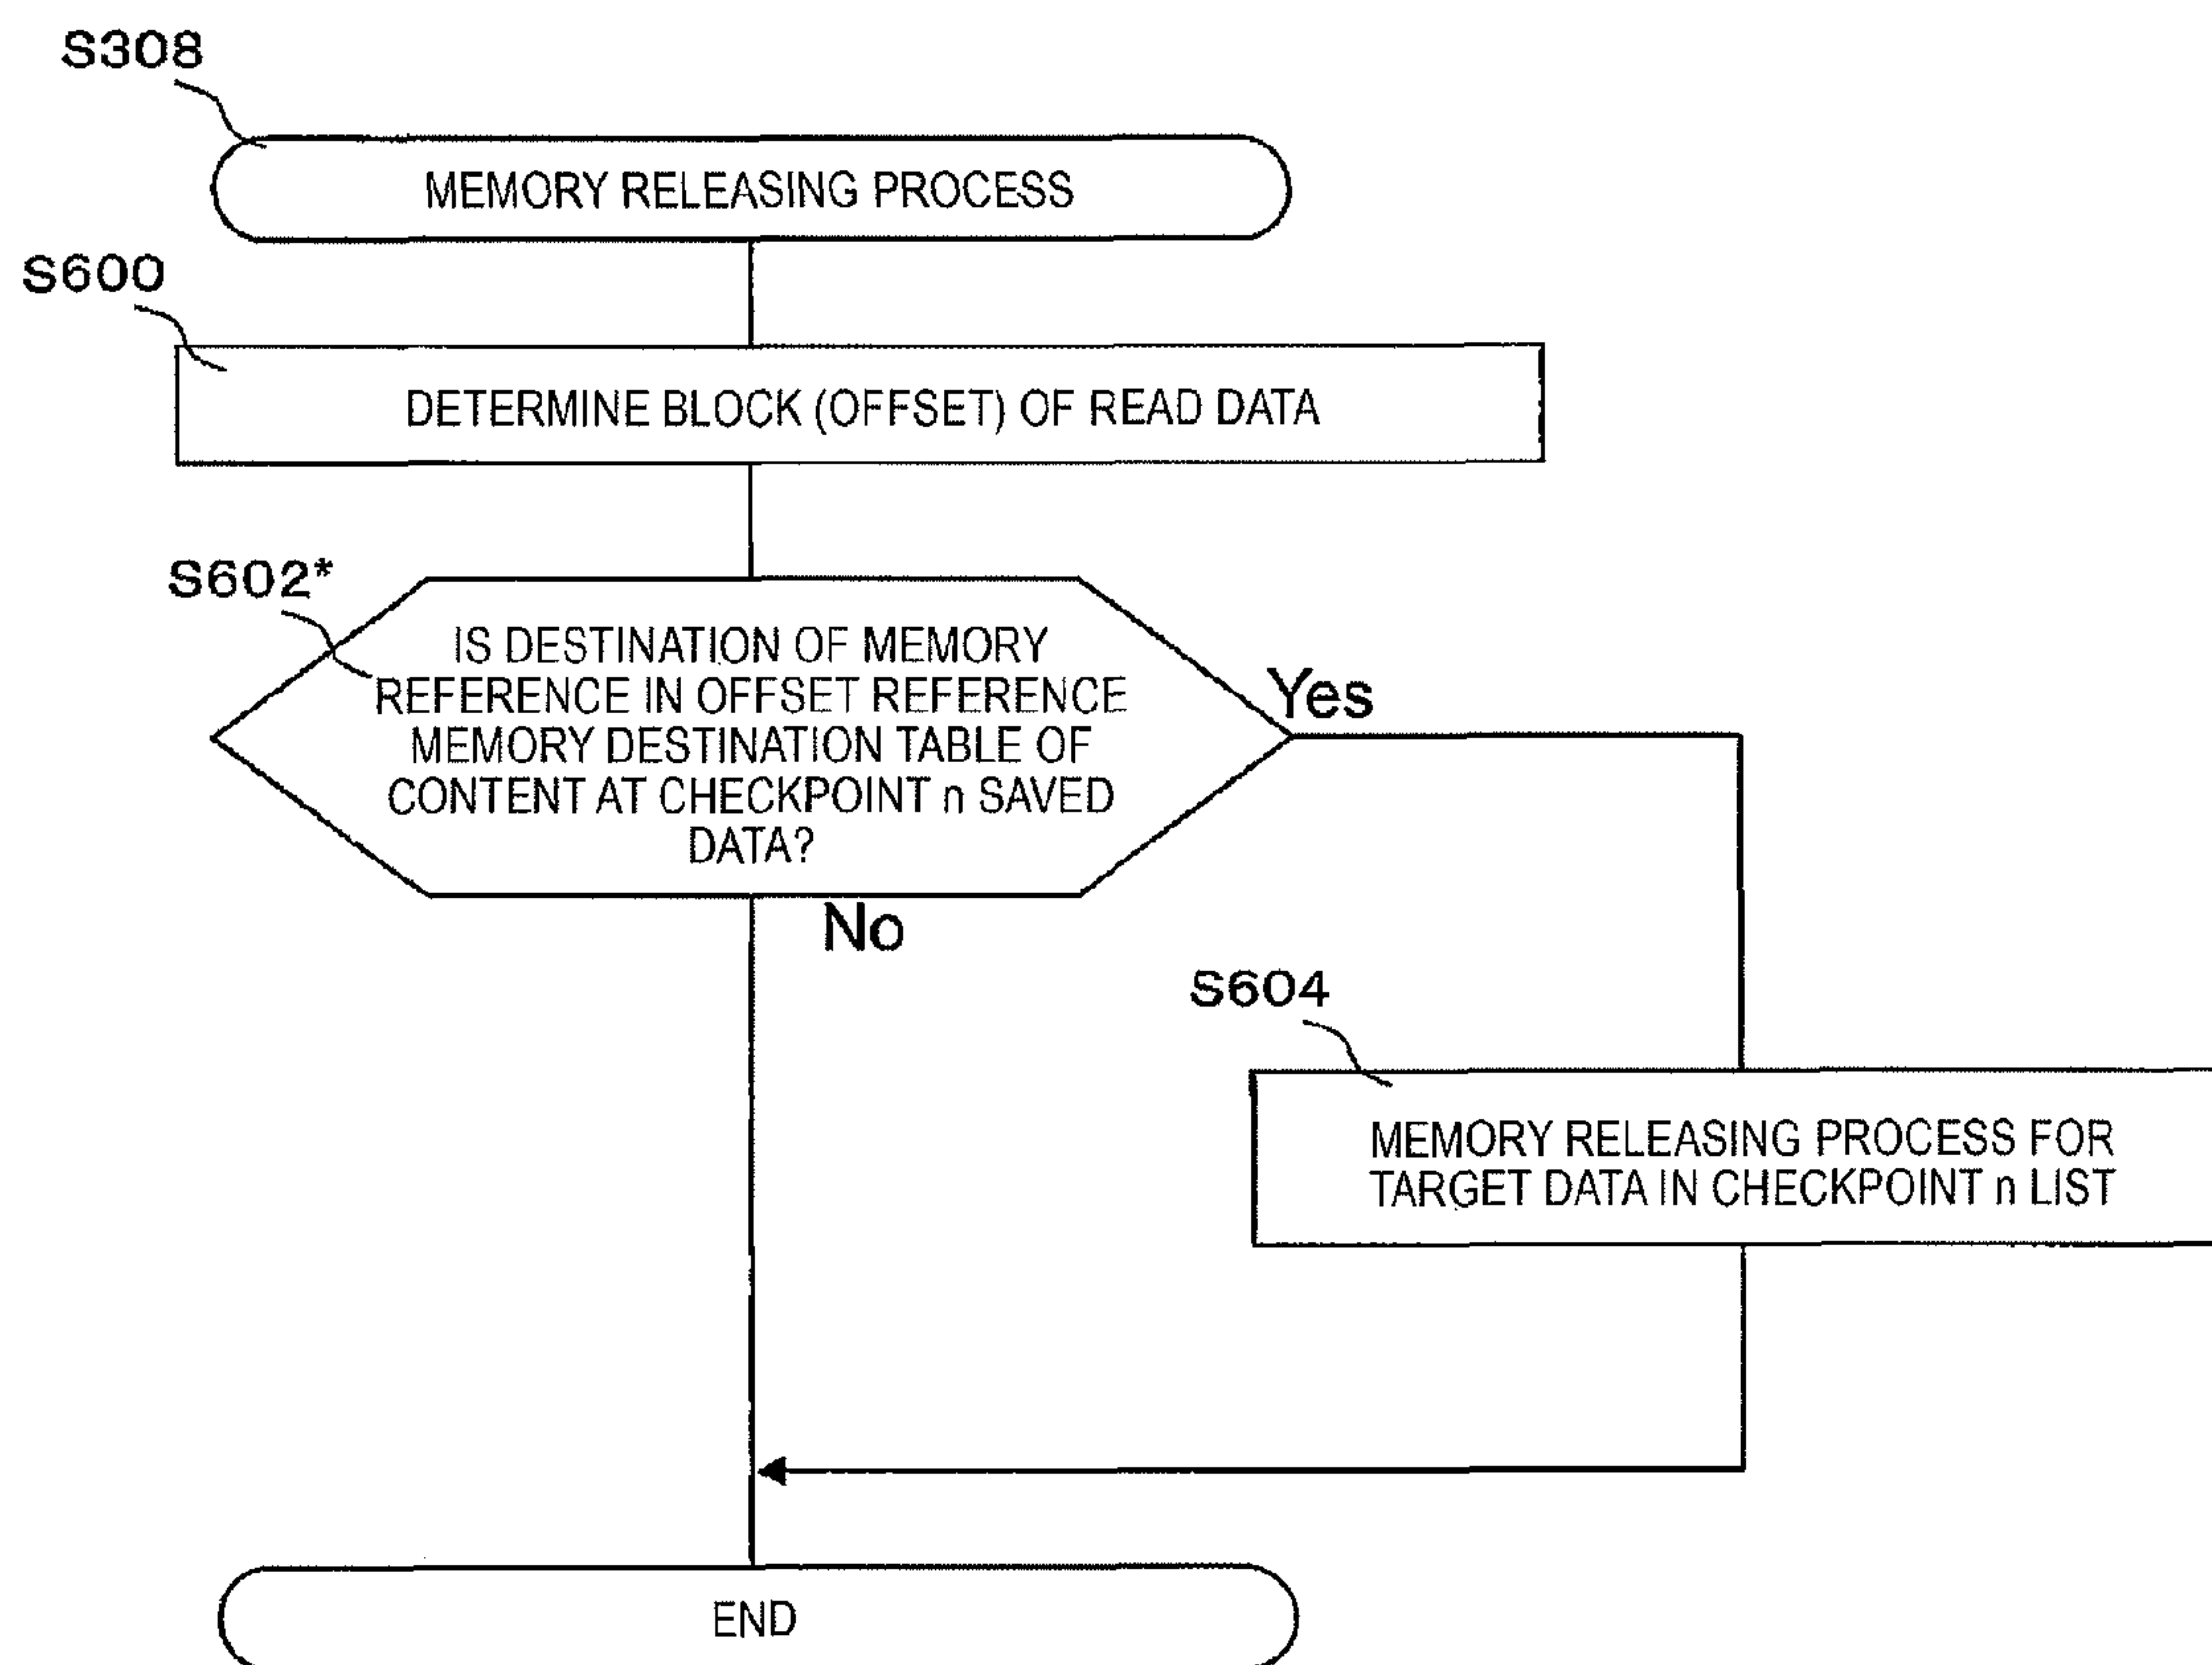 S308
MEMORY RELEASING PROCESS
S600
DETERMINE BLOCK (OFFSET) OF READ DATA
S602*
IS DESTINATION OF MEMORY
REFERENCE IN OFFSET REFERENCE
MEMORY DESTINATION TABLE OF
CONTENT AT CHECKPOINT n SAVED
DATA?
Yes
No
S604
MEMORY RELEASING PROCESS FOR
TARGET DATA IN CHECKPOINT n LIST
END